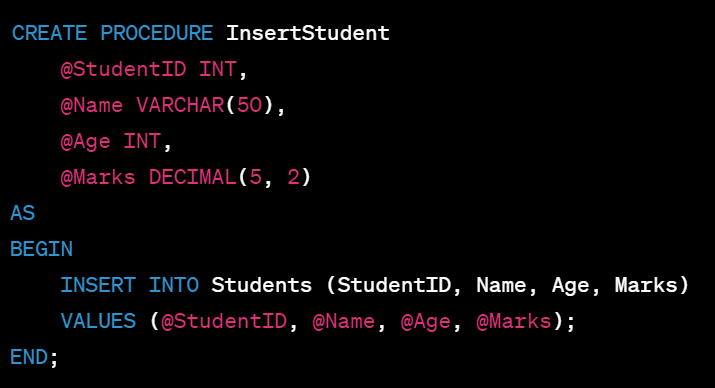 CREATE PROCEDURE InsertStudent
    @StudentID INT,
    @Name VARCHAR(50),
    @Age INT,
    @Marks DECIMAL(5, 2)
AS
BEGIN
    INSERT INTO Students (StudentID, Name, Age, Marks)
    VALUES (@StudentID, @Name, @Age, @Marks);
END;